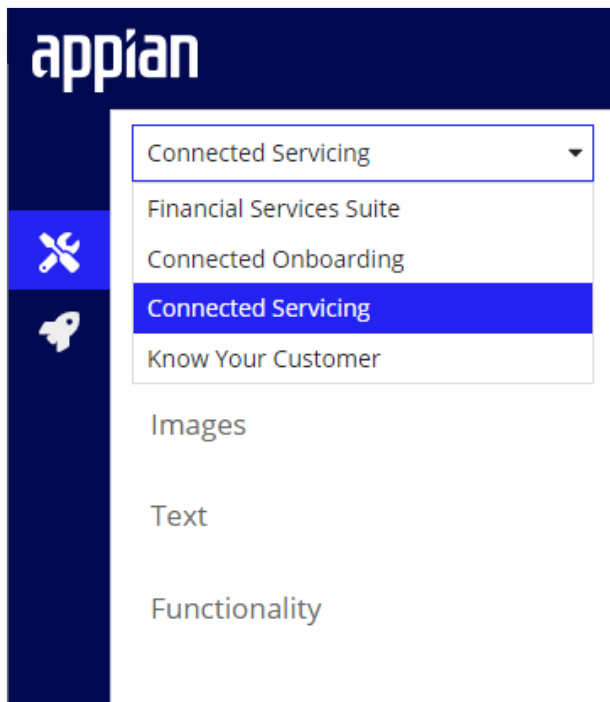 appian
Connected Servicing
Financial Services Suite
Connected Onboarding
Connected Servicing
Know Your Customer
Images
Text
Functionality